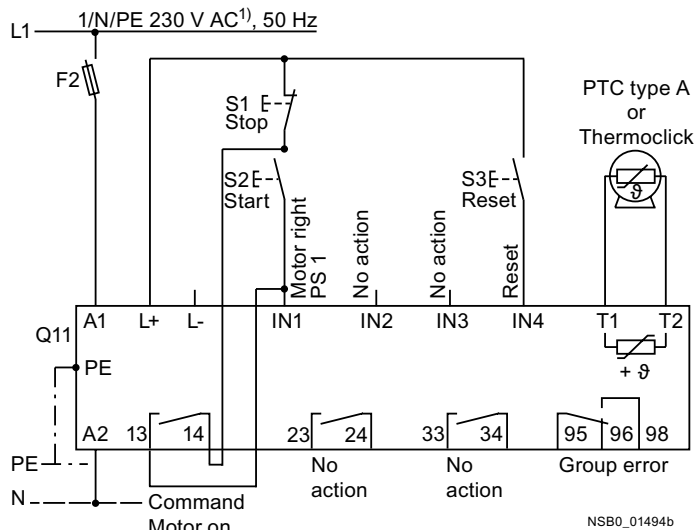 L1
1/N/PE 230 V AC1), 50 Hz
F2
S1
Stop
S2
Start
S3
Reset
PTC type A
or
Thermoclick
ϑ
Motor right
PS 1
No action
No action
Reset
Q11
A1
L+
L-
IN1
IN2
IN3
IN4
T1
T2
+ ϑ
PE
A2
13
14
23
24
33
34
95
96
98
PE
N
Command
Motor on
No
action
No
action
Group error
NSB0_01494b